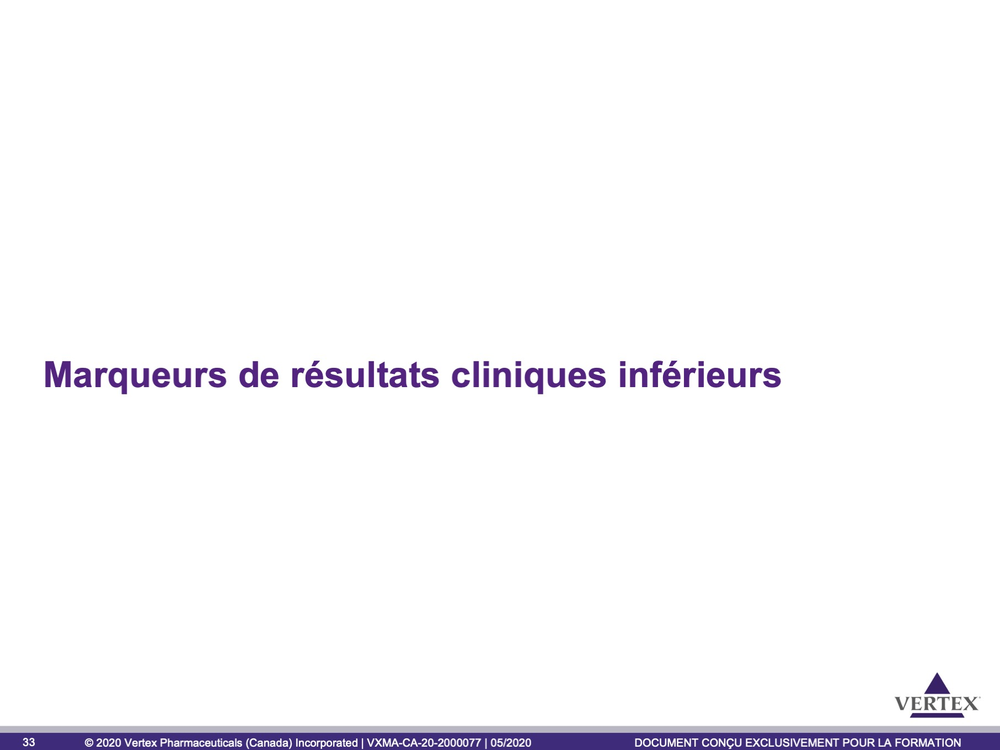 Marqueurs de résultats cliniques inférieurs
VERTEX
33 © 2020 Vertex Pharmaceuticals (Canada) Incorporated | VXMA-CA-20-2000077 | 05/2020 DOCUMENT CONÇU EXCLUSIVEMENT POUR LA FORMATION